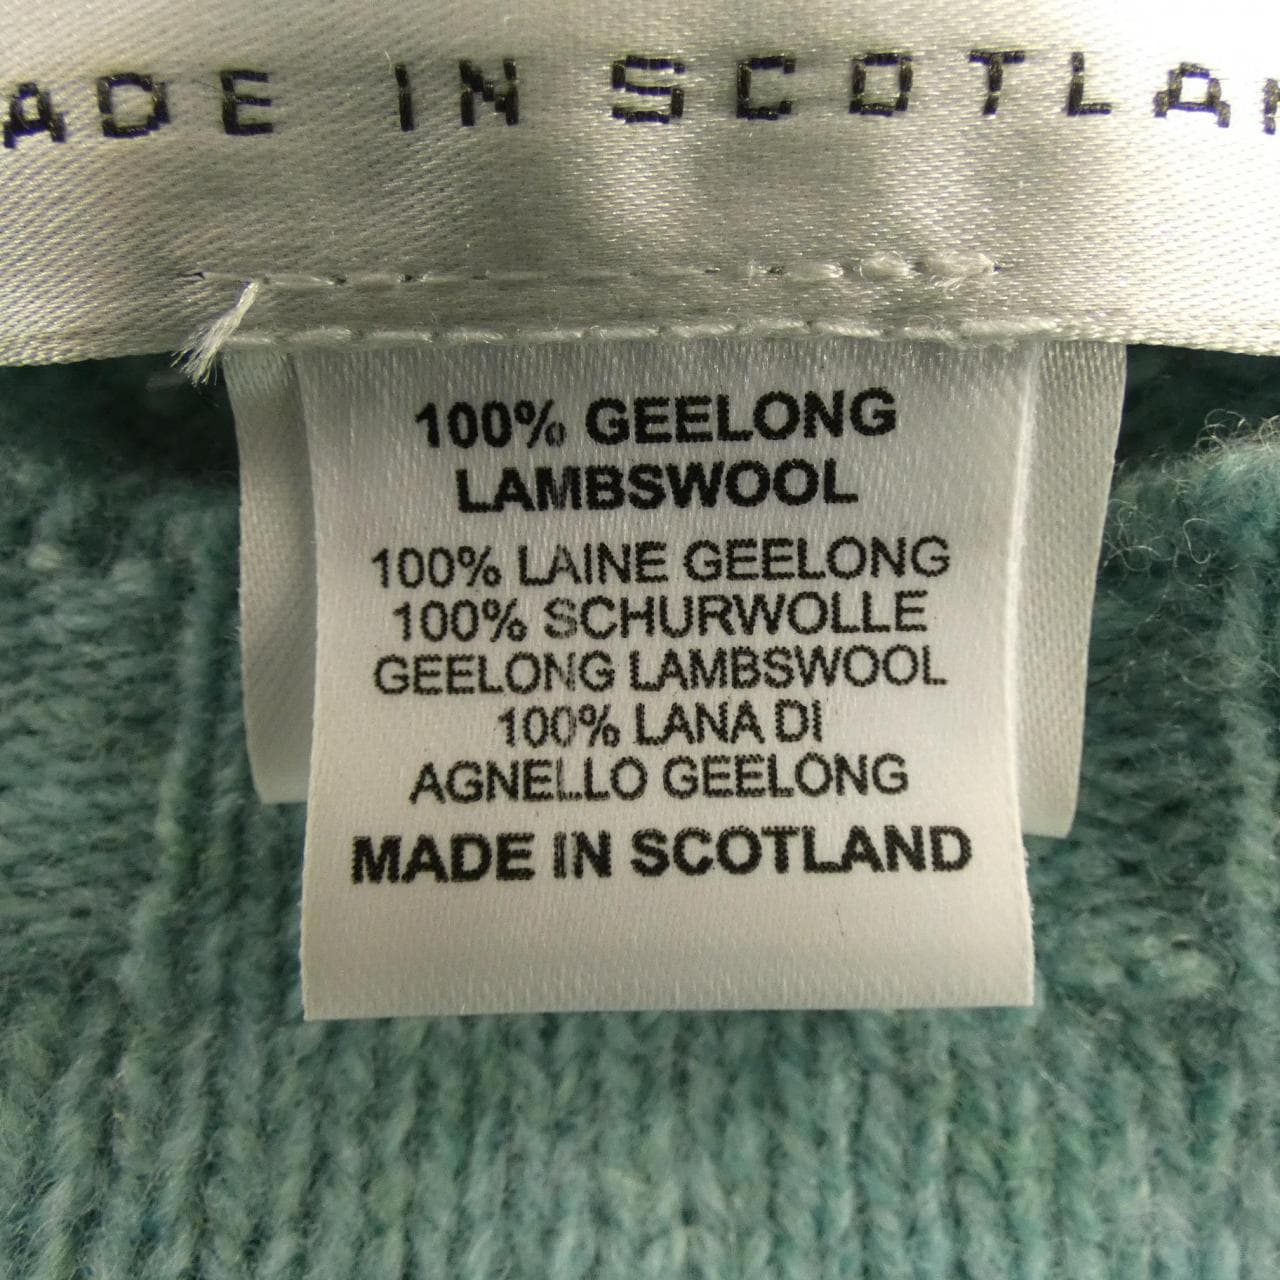 ADE IN SCOTLA
100% GEELONG
LAMBSWOOL
100% LAINE GEELONG
100% SCHURWOLLE
GEELONG LAMBSWOOL
100% LANA DI
AGNELLO GEELONG
MADE IN SCOTLAND